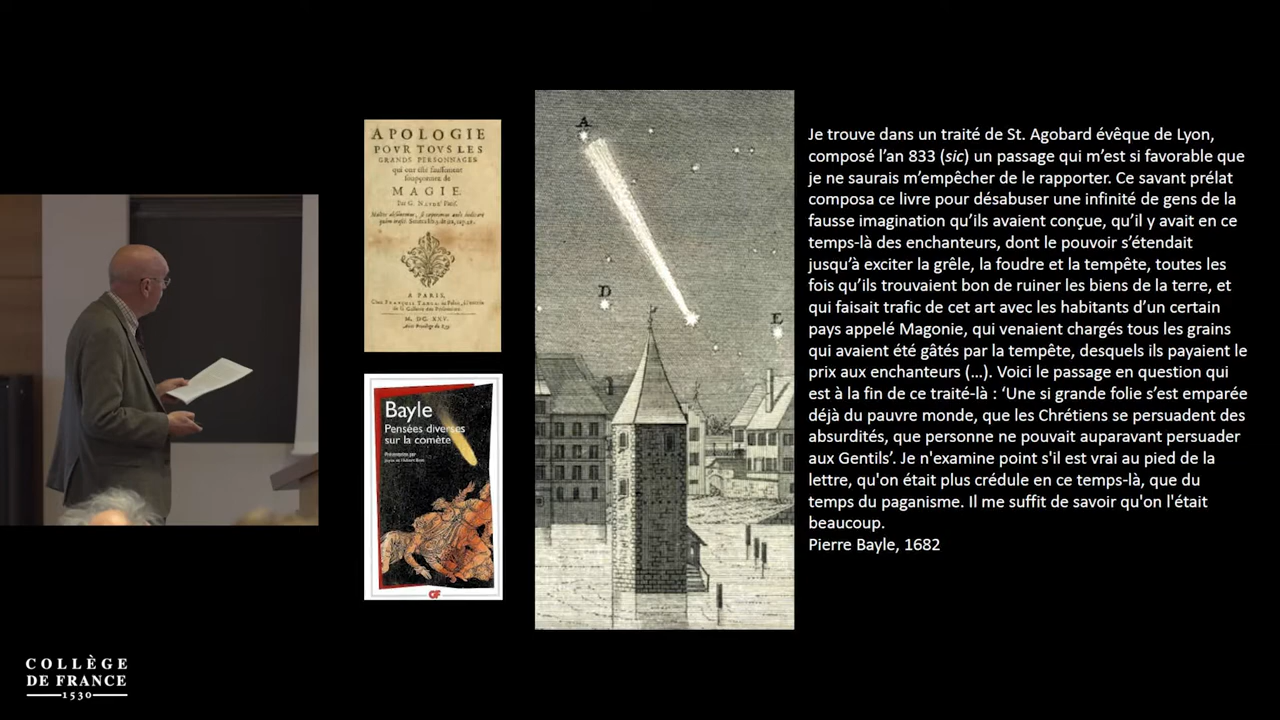 APOLOGIE
POVR TOVS LES
GRANDS PERSONNAGES
qui ont esté faussement
soupçonnez de
MAGIE.
A PARIS,
M. DC. XXV.
Bayle
Pensées diverses
sur la comète
Présentation par
GF
A
D
E
Je trouve dans un traité de St. Agobard évêque de Lyon,
composé l’an 833 (sic) un passage qui m’est si favorable que
je ne saurais m’empêcher de le rapporter. Ce savant prélat
composa ce livre pour désabuser une infinité de gens de la
fausse imagination qu’ils avaient conçue, qu’il y avait en ce
temps-là des enchanteurs, dont le pouvoir s’étendait
jusqu’à exciter la grêle, la foudre et la tempête, toutes les
fois qu’ils trouvaient bon de ruiner les biens de la terre, et
qui faisait trafic de cet art avec les habitants d’un certain
pays appelé Magonie, qui venaient chargés tous les grains
qui avaient été gâtés par la tempête, desquels ils payaient le
prix aux enchanteurs (…). Voici le passage en question qui
est à la fin de ce traité-là : ‘Une si grande folie s’est emparée
déjà du pauvre monde, que les Chrétiens se persuadent des
absurdités, que personne ne pouvait auparavant persuader
aux Gentils’. Je n'examine point s'il est vrai au pied de la
lettre, qu'on était plus crédule en ce temps-là, que du
temps du paganisme. Il me suffit de savoir qu'on l'était
beaucoup.
Pierre Bayle, 1682
COLLÈGE
DE FRANCE
1530